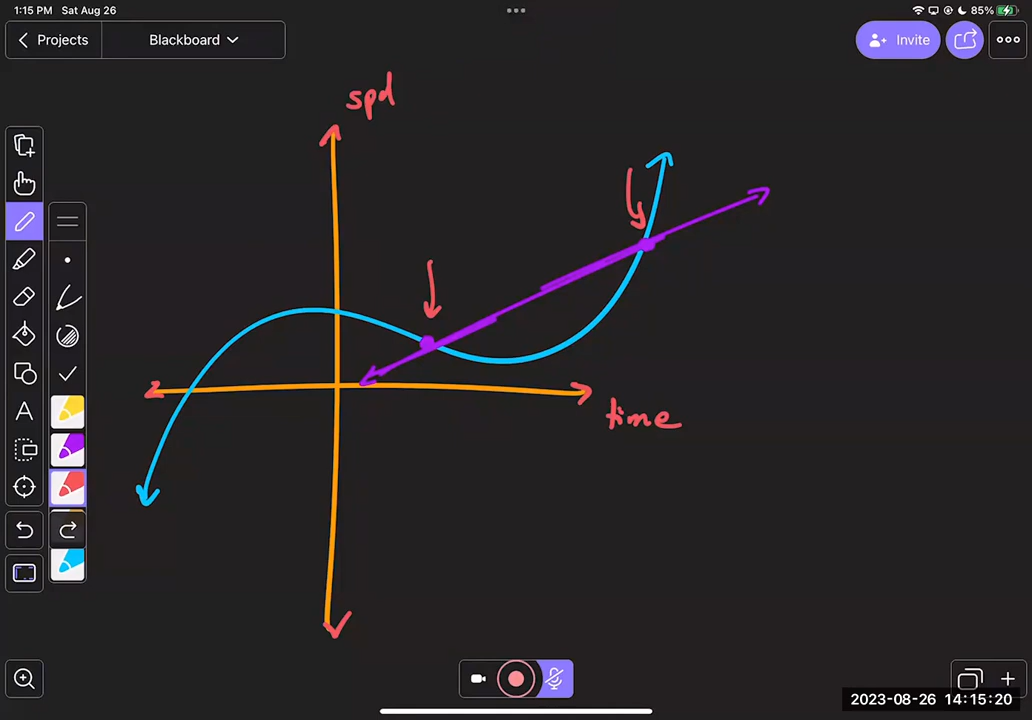 1:15 PM Sat Aug 26
85%
Projects
Blackboard
Invite
spd
time
A
2023-08-26 14:15:20